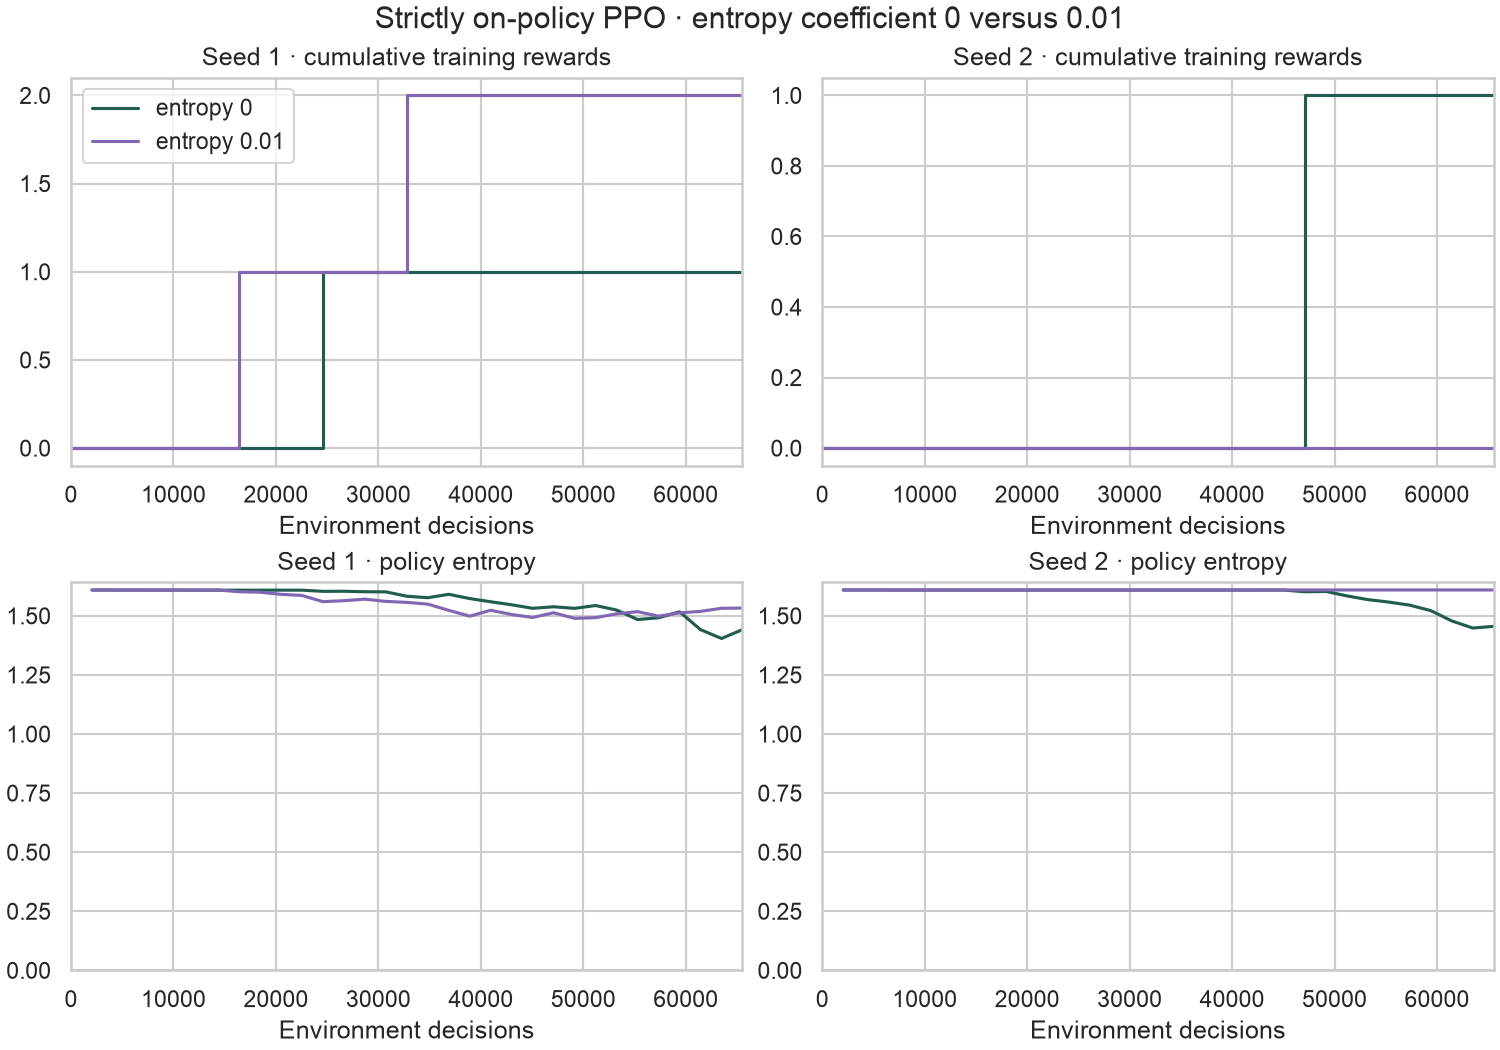 Strictly on-policy PPO · entropy coefficient 0 versus 0.01
Seed 1 · cumulative training rewards
2.0
1.5
1.0
0.5
0.0
entropy 0
entropy 0.01
0 10000 20000 30000 40000 50000 60000
Environment decisions
Seed 2 · cumulative training rewards
1.0
0.8
0.6
0.4
0.2
0.0
0 10000 20000 30000 40000 50000 60000
Environment decisions
Seed 1 · policy entropy
1.50
1.25
1.00
0.75
0.50
0.25
0.00
0 10000 20000 30000 40000 50000 60000
Environment decisions
Seed 2 · policy entropy
1.50
1.25
1.00
0.75
0.50
0.25
0.00
0 10000 20000 30000 40000 50000 60000
Environment decisions